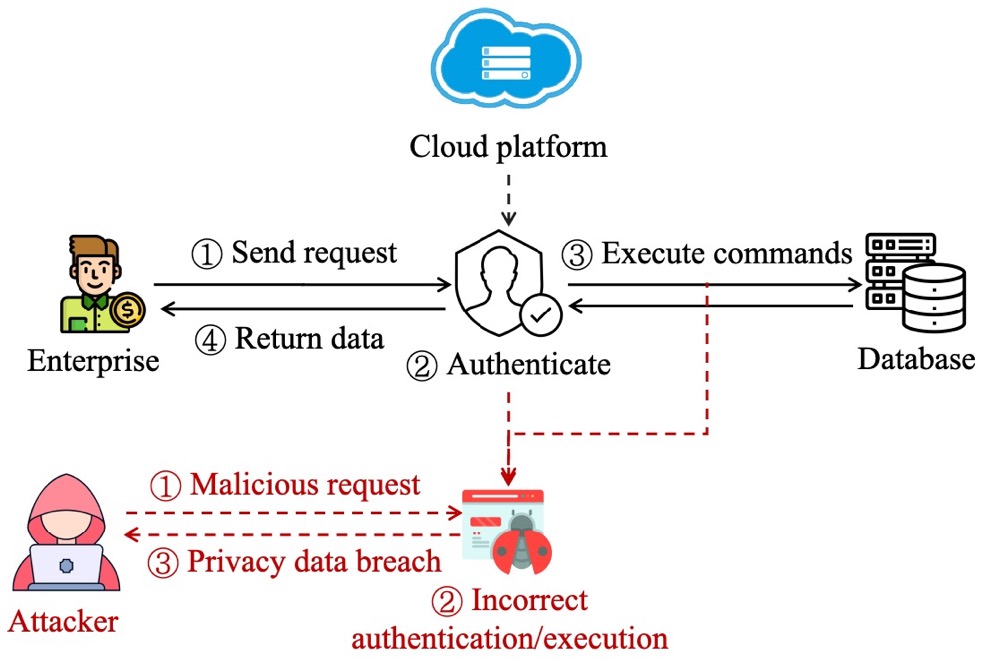 Cloud platform
① Send request
③ Execute commands
$
④ Return data
Enterprise
② Authenticate
Database
① Malicious request
③ Privacy data breach
Attacker
② Incorrect
authentication/execution